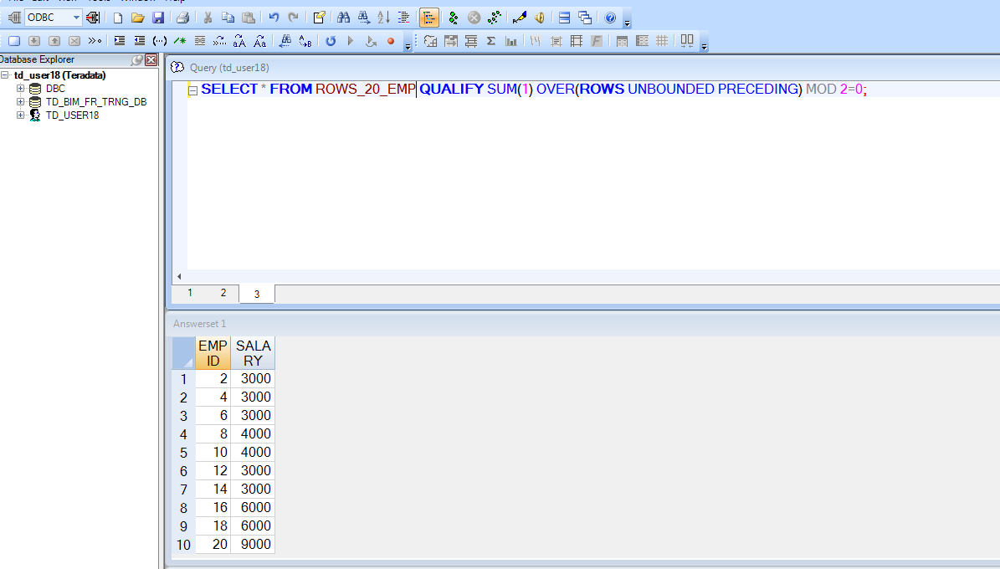 ODBC
Database Explorer
td_user18 (Teradata)
DBC
TD_BIM_FR_TRNG_DB
TD_USER18
Query (td_user18)
SELECT * FROM ROWS_20_EMP QUALIFY SUM(1) OVER(ROWS UNBOUNDED PRECEDING) MOD 2=0;
1 2 3
Answerset 1
EMP ID SALA RY
1 2 3000
2 4 3000
3 6 3000
4 8 4000
5 10 4000
6 12 3000
7 14 3000
8 16 6000
9 18 6000
10 20 9000